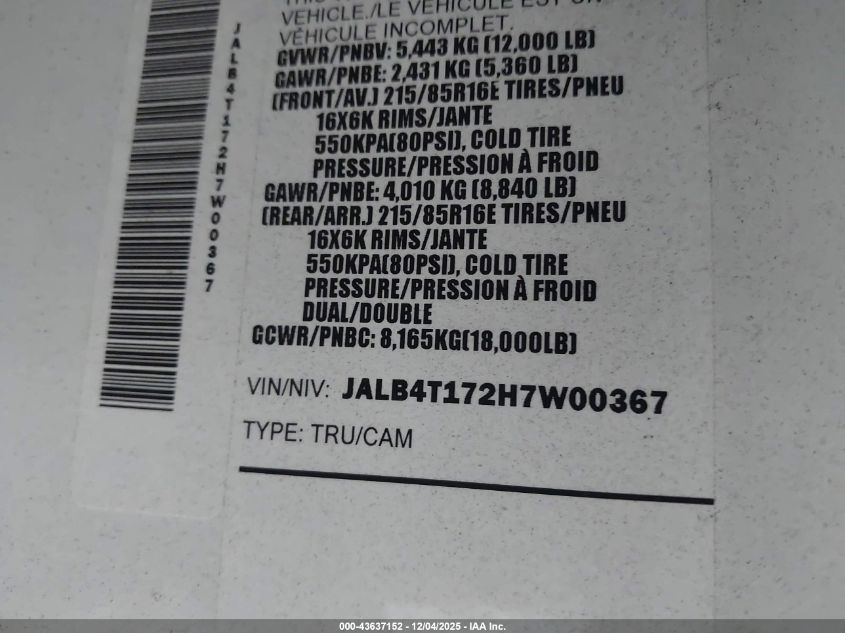 VEHICLE./LE VÉHICULE EST UN
VÉHICULE INCOMPLET.
GVWR/PNBV: 5,443 KG (12,000 LB)
GAWR/PNBE: 2,431 KG (5,360 LB)
(FRONT/AV.) 215/85R16E TIRES/PNEU
16X6K RIMS/JANTE
550KPA(80PSI), COLD TIRE
PRESSURE/PRESSION À FROID
GAWR/PNBE: 4,010 KG (8,840 LB)
(REAR/ARR.) 215/85R16E TIRES/PNEU
16X6K RIMS/JANTE
550KPA(80PSI), COLD TIRE
PRESSURE/PRESSION À FROID
DUAL/DOUBLE
GCWR/PNBC: 8,165KG(18,000LB)
VIN/NIV: JALB4T172H7W00367
TYPE: TRU/CAM
JALB4T172H7W00367
000-43637152 - 12/04/2025 - IAA Inc.